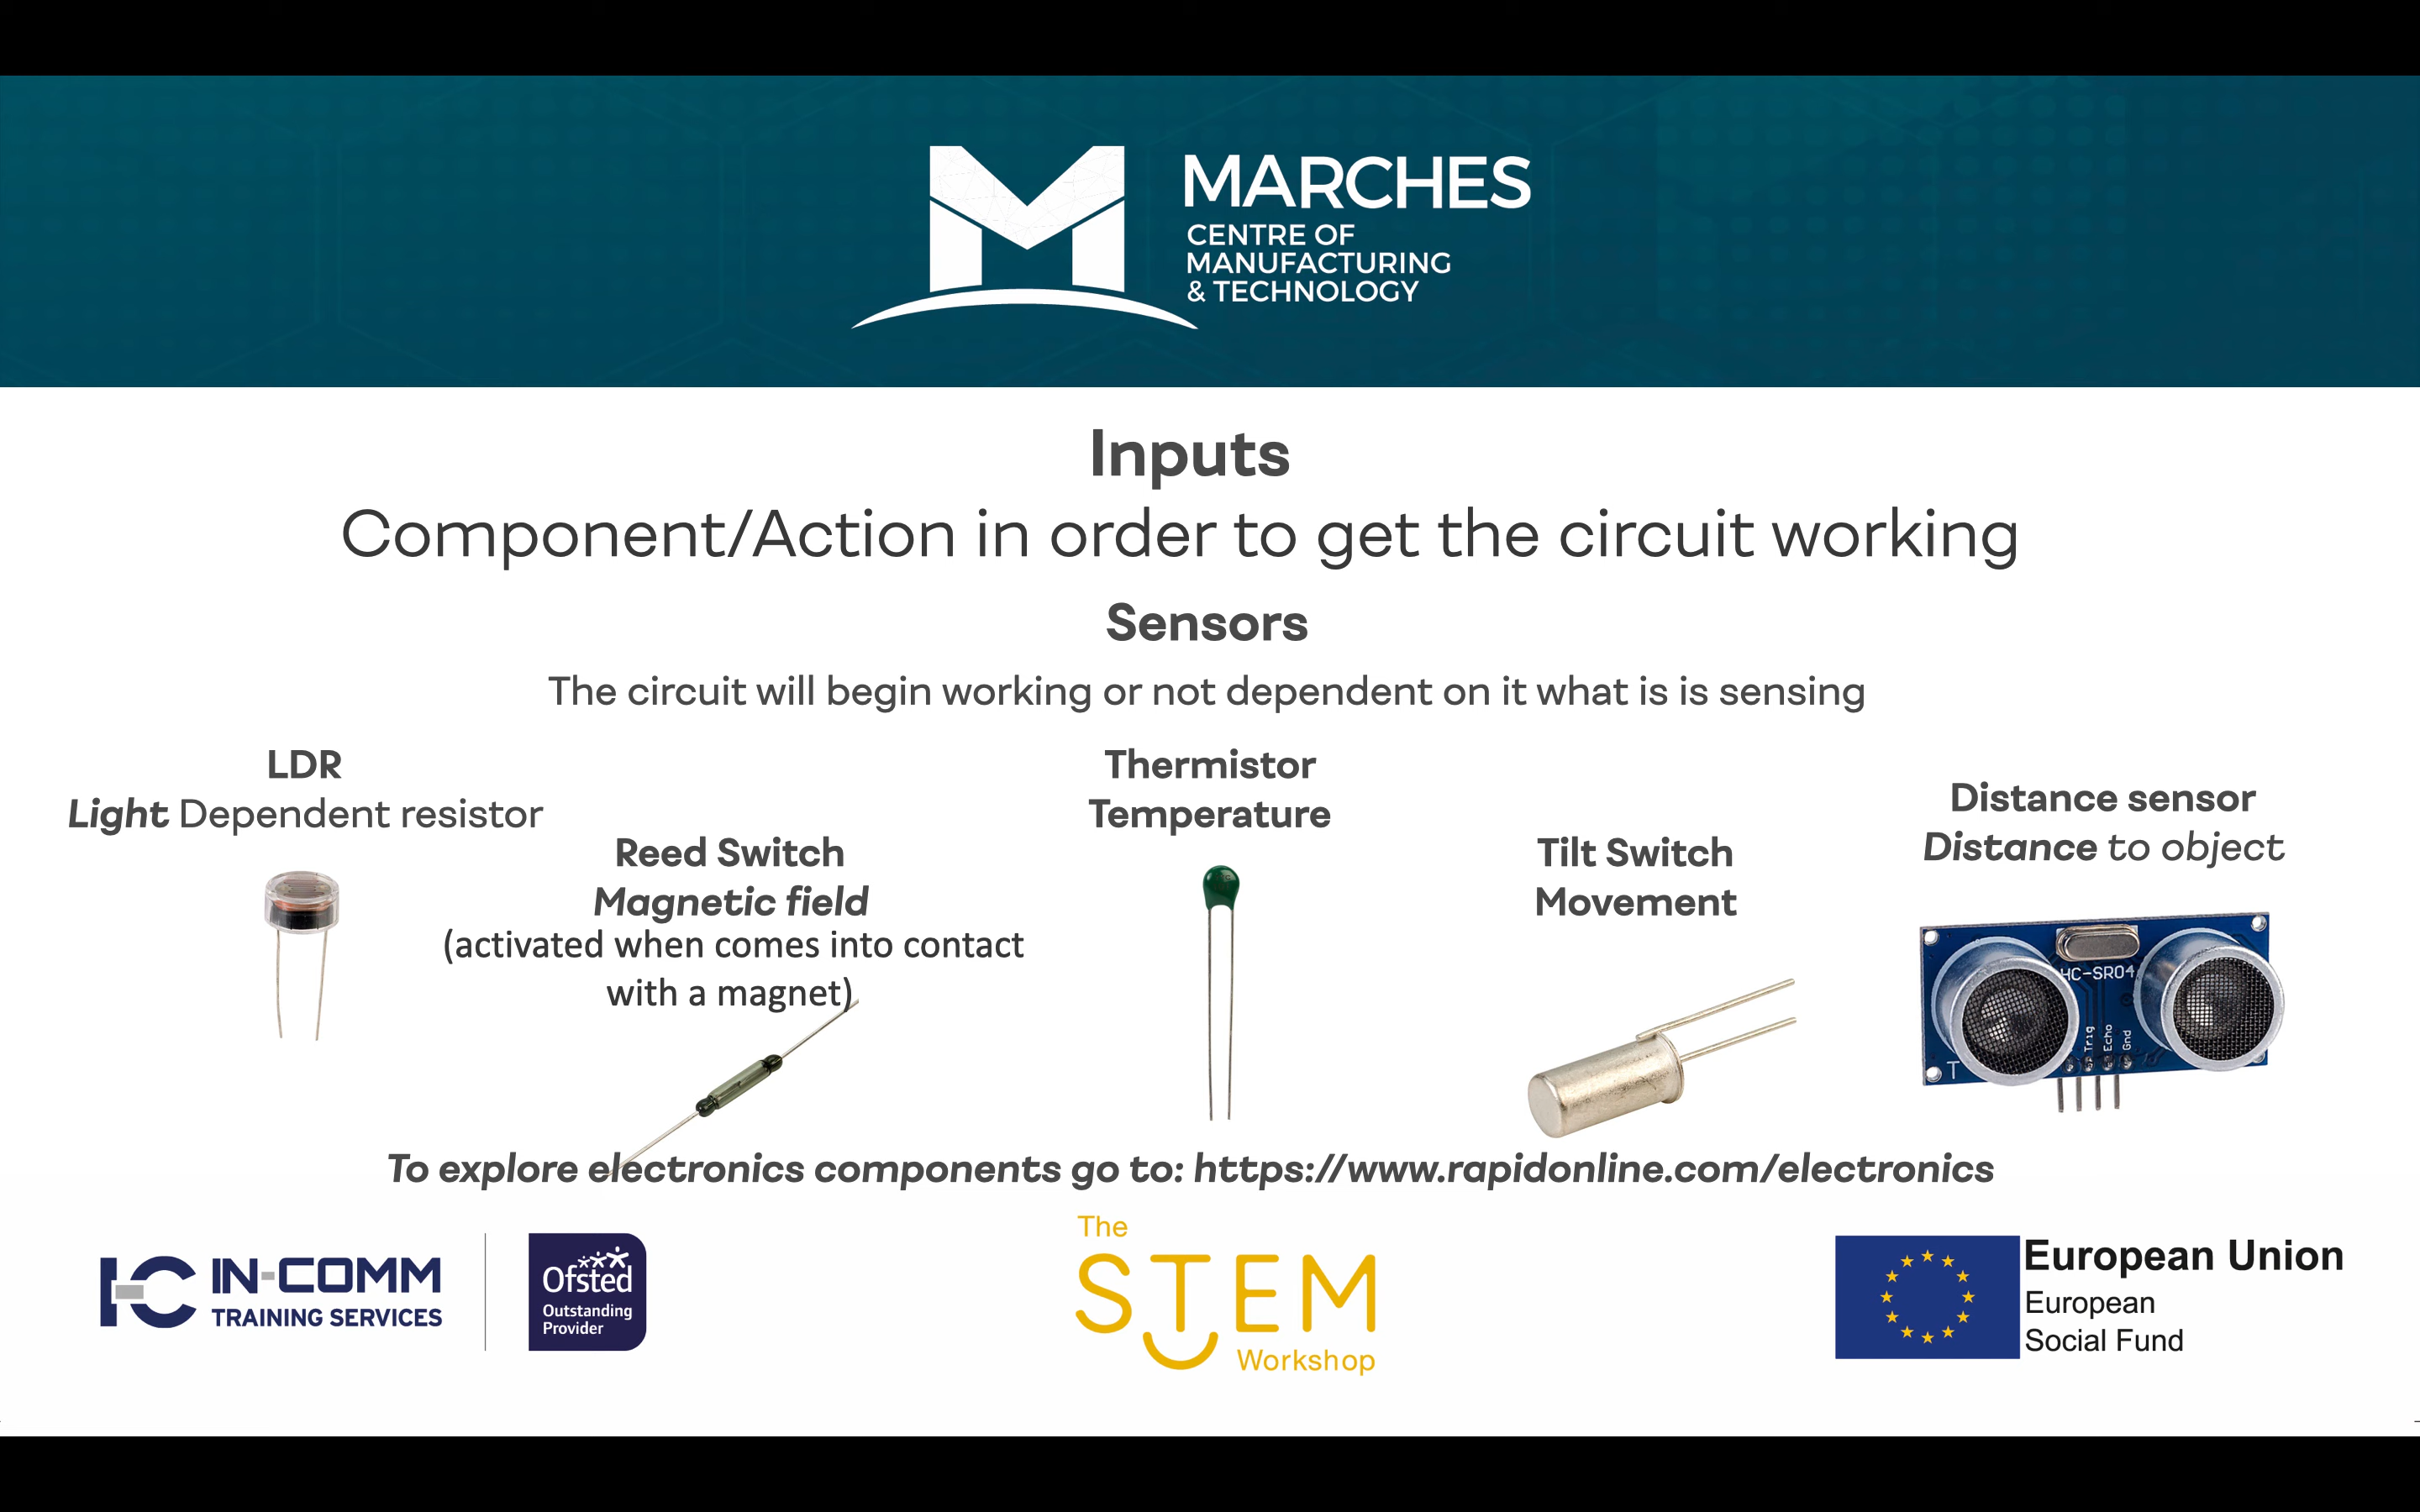 MARCHES
CENTRE OF
MANUFACTURING
& TECHNOLOGY
Inputs
Component/Action in order to get the circuit working
Sensors
The circuit will begin working or not dependent on it what is is sensing
LDR
Light Dependent resistor
Reed Switch
Magnetic field
(activated when comes into contact
with a magnet)
Thermistor
Temperature
Tilt Switch
Movement
Distance sensor
Distance to object
HC-SR04
T
Trig
Echo
Gnd
To explore electronics components go to: https://www.rapidonline.com/electronics
IN-COMM
TRAINING SERVICES
Ofsted
Outstanding
Provider
The
STEM
Workshop
European Union
European
Social Fund